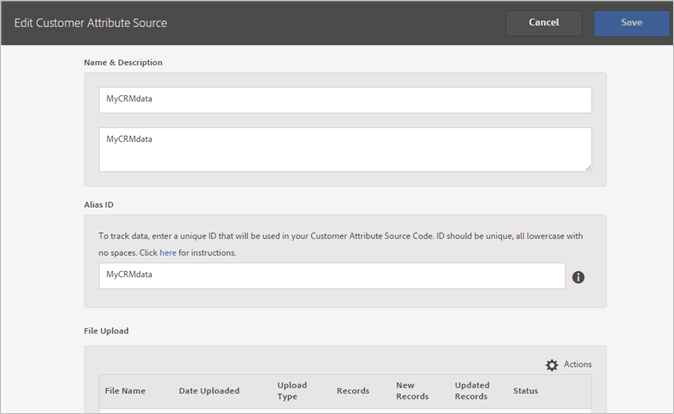 Edit Customer Attribute Source
Cancel
Save
Name & Description
MyCRMdata
MyCRMdata
Alias ID
To track data, enter a unique ID that will be used in your Customer Attribute Source Code. ID should be unique, all lowercase with
no spaces. Click here for instructions.
MyCRMdata
File Upload
Actions
File Name
Date Uploaded
Upload
Type
Records
New
Records
Updated
Records
Status